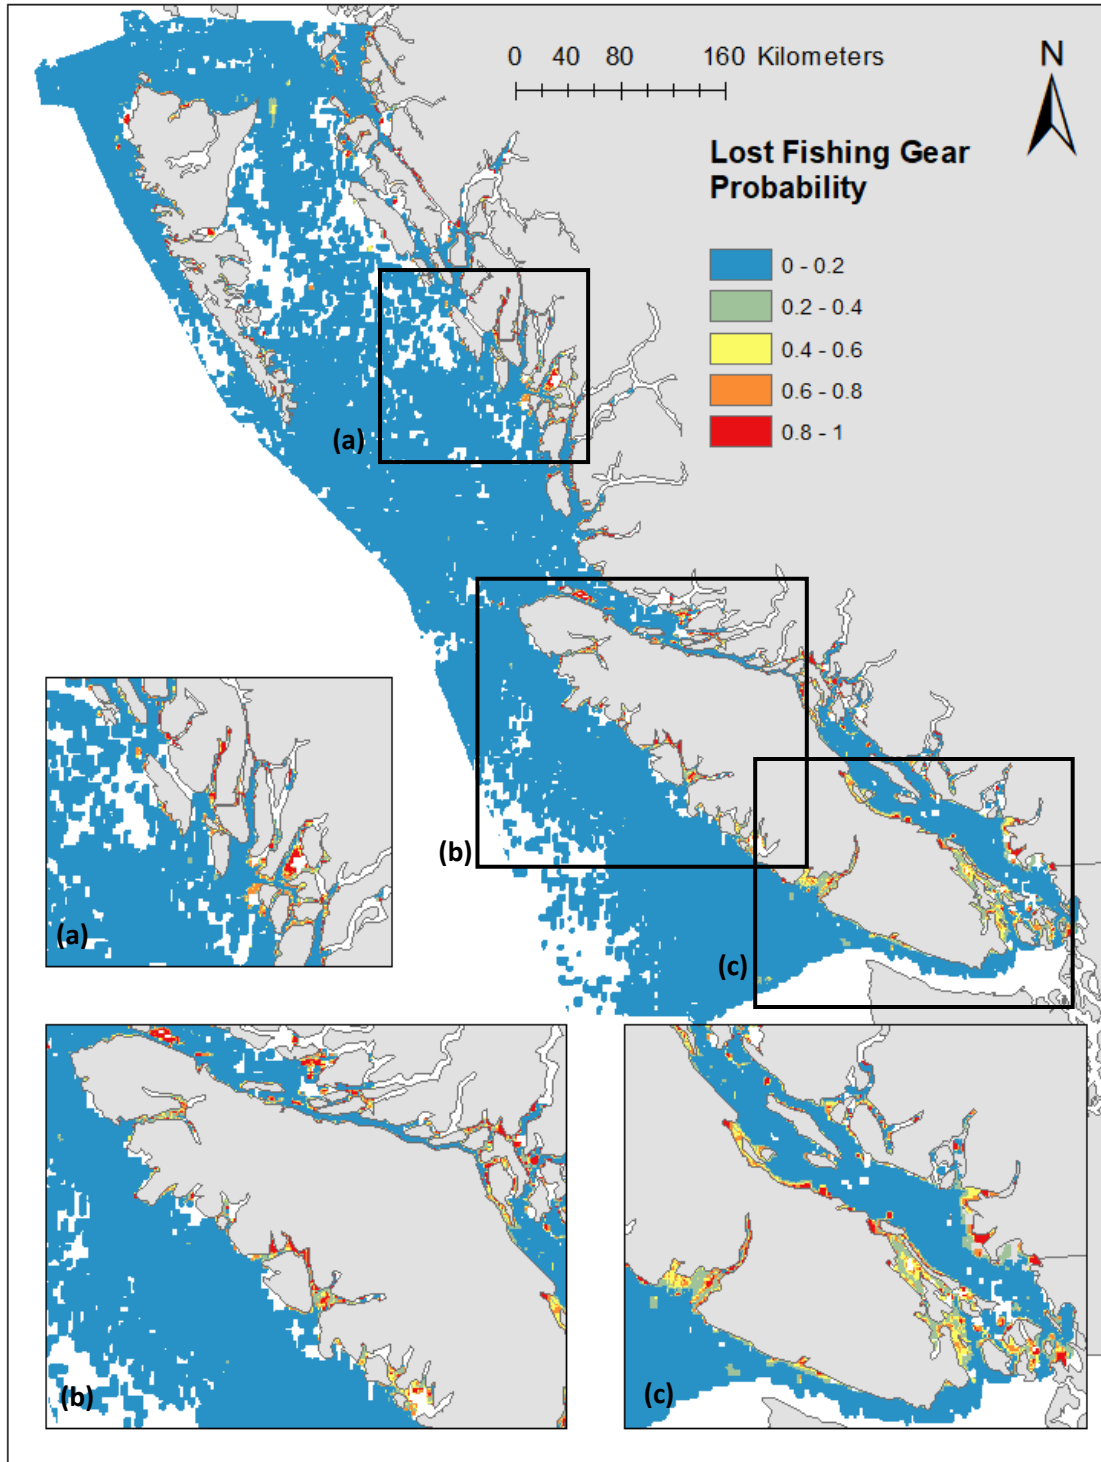 0 40 80 160 Kilometers
N
Lost Fishing Gear
Probability
0 - 0.2
0.2 - 0.4
0.4 - 0.6
0.6 - 0.8
0.8 - 1
(a)
(b)
(c)
(a)
(b)
(c)